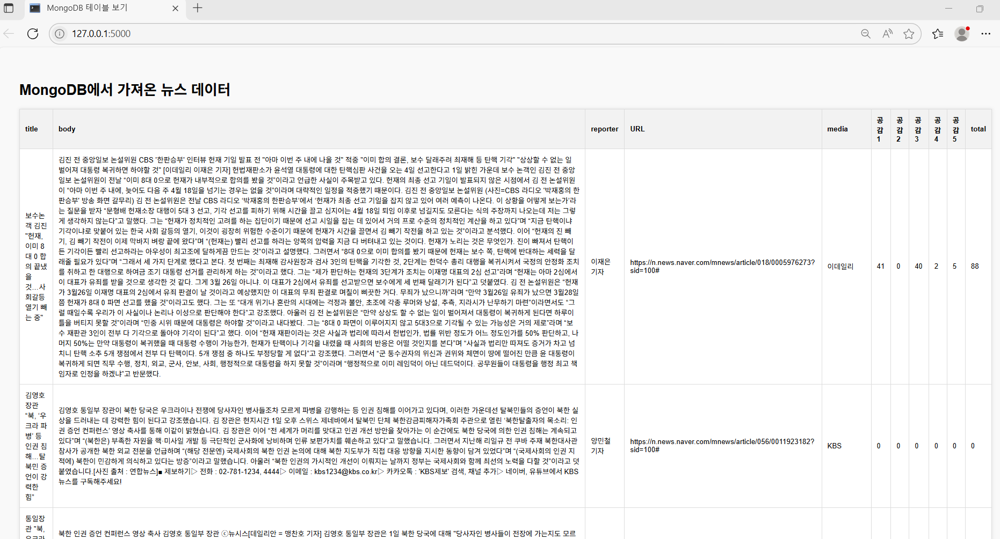 MongoDB 테이블 보기
127.0.0.1:5000
MongoDB에서 가져온 뉴스 데이터
title
body
reporter
URL
media
공
감
1
공
감
2
공
감
3
공
감
4
공
감
5
total
보수논
객 김진
"헌재,
이미 8
대 0 합
의 끝냈
을
것…사
회갈등
열기 빼
는 중"
김진 전 중앙일보 논설위원 CBS '한판승부' 인터뷰 헌재 기일 발표 전 "아마 이번 주 내에 나올 것" 적중 "이미 합의 결론, 보수 달래주려 최재해 등 탄핵 기각" "상상할 수 없는 일
벌어져 대통령 복귀하면 하야할 것" [이데일리 이재은 기자] 헌법재판소가 윤석열 대통령에 대한 탄핵심판 사건을 오는 4일 선고한다고 1일 밝힌 가운데 보수 논객인 김진 전 중앙
일보 논설위원이 전날 “이미 8대 0으로 헌재가 내부적으로 합의를 봤을 것”이라고 언급한 사실이 주목받고 있다. 헌재의 최종 선고 기일이 발표되지 않은 시점에서 김 전 논설위원
이 “아마 이번 주 내에, 늦어도 다음 주 4월 18일을 넘기는 경우는 없을 것”이라며 대략적인 일정을 적중했기 때문이다. 김진 전 중앙일보 논설위원 (사진=CBS 라디오 '박재홍의 한
판승부' 방송 화면 갈무리) 김 전 논설위원은 전날 CBS 라디오 ‘박재홍의 한판승부’에서 ‘헌재가 최종 선고 기일을 잡지 않고 있어 여러 예측이 나온다. 이 상황을 어떻게 보는가’라
는 질문을 받자 “문형배 헌재소장 대행이 5대 3 선고, 기각 선고를 피하기 위해 시간을 끌고 심지어는 4월 18일 퇴임 이후로 넘길지도 모른다는 식의 주장까지 나오는데 저는 그렇
게 생각하지 않는다”고 말했다. 그는 “헌재가 정치적인 고려를 하는 집단이기 때문에 선고 시일을 잡는 데 있어서 거의 프로 수준의 정치적인 계산을 하고 있다”며 “지금 탄핵이냐
기각이냐로 맞붙어 있는 한국 사회 갈등의 열기, 이것이 굉장히 위험한 수준이기 때문에 헌재가 시간을 끌면서 김 빼기 작전을 하고 있는 것”이라고 분석했다. 이어 “헌재의 진 빼
기, 김 빼기 작전이 이제 막바지 벼랑 끝에 왔다”며 “(헌재는) 빨리 선고를 하라는 양쪽의 압력을 지금 다 버텨내고 있는 것이다. 헌재가 노리는 것은 무엇인가. 진이 빠져서 탄핵이
든 기각이든 빨리 선고하라는 아우성이 최고조에 달하게끔 만드는 것”이라고 설명했다. 그러면서 “8대 0으로 이미 합의를 봤기 때문에 헌재는 보수 쪽, 탄핵에 반대하는 세력을 달
래줄 필요가 있다”며 “그래서 세 가지 단계로 했다고 본다. 첫 번째는 최재해 감사원장과 검사 3인의 탄핵을 기각한 것, 2단계는 한덕수 총리 대행을 복귀시켜서 국정의 안정화 조치
를 취하고 한 대행으로 하여금 조기 대통령 선거를 관리하게 하는 것”이라고 했다. 그는 “제가 판단하는 헌재의 3단계가 조치는 이재명 대표의 2심 선고”라며 “헌재는 아마 2심에서
이 대표가 유죄를 받을 것으로 생각한 것 같다. 그게 3월 26일 아니냐. 이 대표가 2심에서 유죄를 선고받으면 보수에게 세 번째 달래기가 된다”고 덧붙였다. 김 전 논설위원은 “헌재
가 3월26일 이재명 대표의 2심에서 유죄 판결이 날 것이라고 예상했지만 이 대표의 무죄 판결로 며칠이 삐끗한 거다. 무죄가 났으니까”라며 “만약 3월26일 유죄가 났으면 3월28일
쯤 헌재가 8대 0 파면 선고를 했을 것”이라고도 했다. 그는 또 “대개 위기나 혼란의 시대에는 걱정과 불안, 초조에 각종 루머와 낭설, 추측, 지라시가 난무하기 마련”이라면서도 “그
럴 때일수록 우리가 이 사실이나 논리나 이성으로 판단해야 한다”고 강조했다. 아울러 김 전 논설위원은 “만약 상상도 할 수 없는 일이 벌어져서 대통령이 복귀하게 된다면 하루이
틀을 버티지 못할 것”이라며 “민중 시위 때문에 대통령은 하야할 것”이라고 내다봤다. 그는 “8대 0 파면이 이루어지지 않고 5대3으로 기각될 수 있는 가능성은 거의 제로”라며 “보
수 재판관 3인이 전부 다 기각으로 돌아야 기각이 된다”고 했다. 이어 “헌재 재판이라는 것은 사실과 법리에 따라서 헌법인가, 법률 위반 정도가 어느 정도인가를 50% 판단하고, 나
머지 50%는 만약 대통령이 복귀했을 때 대통령 수행이 가능한가, 헌재가 탄핵이나 기각을 내렸을 때 사회의 반응은 어떨 것인지를 본다”며 “사실과 법리만 따져도 증거가 차고 넘
치니 탄핵 소추 5개 쟁점에서 전부 다 탄핵이다. 5개 쟁점 중 하나도 부정당할 게 없다”고 강조했다. 그러면서 “군 통수권자의 위신과 권위와 체면이 땅에 떨어진 만큼 윤 대통령이
복귀하게 되면 직무 수행, 정치, 외교, 군사, 안보, 사회, 행정적으로 대통령을 하지 못할 것”이라며 “행정적으로 이미 레임덕이 아닌 데드덕이다. 공무원들이 대통령을 행정 최고 책
임자로 인정을 하겠냐”고 반문했다.
이재은
기자
https://n.news.naver.com/mnews/article/018/0005976273?
sid=100#
이데일리
41
0
40
2
5
88
김영호
장관
“북, ‘우
크라 파
병’ 등
인권 침
해…탈
북민 증
언이 강
력한
힘”
김영호 통일부 장관이 북한 당국은 우크라이나 전쟁에 당사자인 병사들조차 모르게 파병을 감행하는 등 인권 침해를 이어가고 있다며, 이러한 가운데선 탈북민들의 증언이 북한 실
상을 드러내는 데 강력한 힘이 된다고 강조했습니다. 김 장관은 현지시간 1일 오후 스위스 제네바에서 탈북민 단체 북한감금피해자가족회 주관으로 열린 ‘북한탈출자의 목소리: 인
권 증언 컨퍼런스’ 영상 축사를 통해 이같이 밝혔습니다. 김 장관은 이어 “전 세계가 머리를 맞대고 인권 개선 방안을 찾아가는 이 순간에도 북한 당국에 의한 인권 침해는 계속되고
있다”며 “(북한은) 부족한 자원을 핵·미사일 개발 등 극단적인 군사화에 낭비하며 인류 보편가치를 훼손하고 있다”고 말했습니다. 그러면서 지난해 리일규 전 쿠바 주재 북한대사관
참사가 공개한 북한 외교 전문을 언급하며 “(해당 전문엔) 국제사회의 북한 인권 논의에 대해 북한 지도부가 직접 대응 방향을 지시한 동향이 담겨 있었다”며 “(국제사회의 인권 지
적에) 북한이 민감하게 의식하고 있다는 방증”이라고 말했습니다. 아울러 “북한 인권의 가시적인 개선이 이뤄지는 날까지 정부는 국제사회와 함께 최선의 노력을 다할 것”이라고 덧
붙였습니다.[사진 출처 : 연합뉴스]■ 제보하기▷ 전화 : 02-781-1234, 4444▷ 이메일 : kbs1234@kbs.co.kr▷ 카카오톡 : 'KBS제보' 검색, 채널 추가▷ 네이버, 유튜브에서 KBS
뉴스를 구독해주세요!
양민철
기자
https://n.news.naver.com/mnews/article/056/0011923182?
sid=100#
KBS
0
0
0
0
0
0
통일장
관 "북,
우크라
북한 인권 증언 컨퍼런스 영상 축사 김영호 통일부 장관 ⓒ뉴시스[데일리안 = 맹찬호 기자] 김영호 통일부 장관은 1일 북한 당국에 대해 "당사자인 병사들이 전장에 가는지도 모르